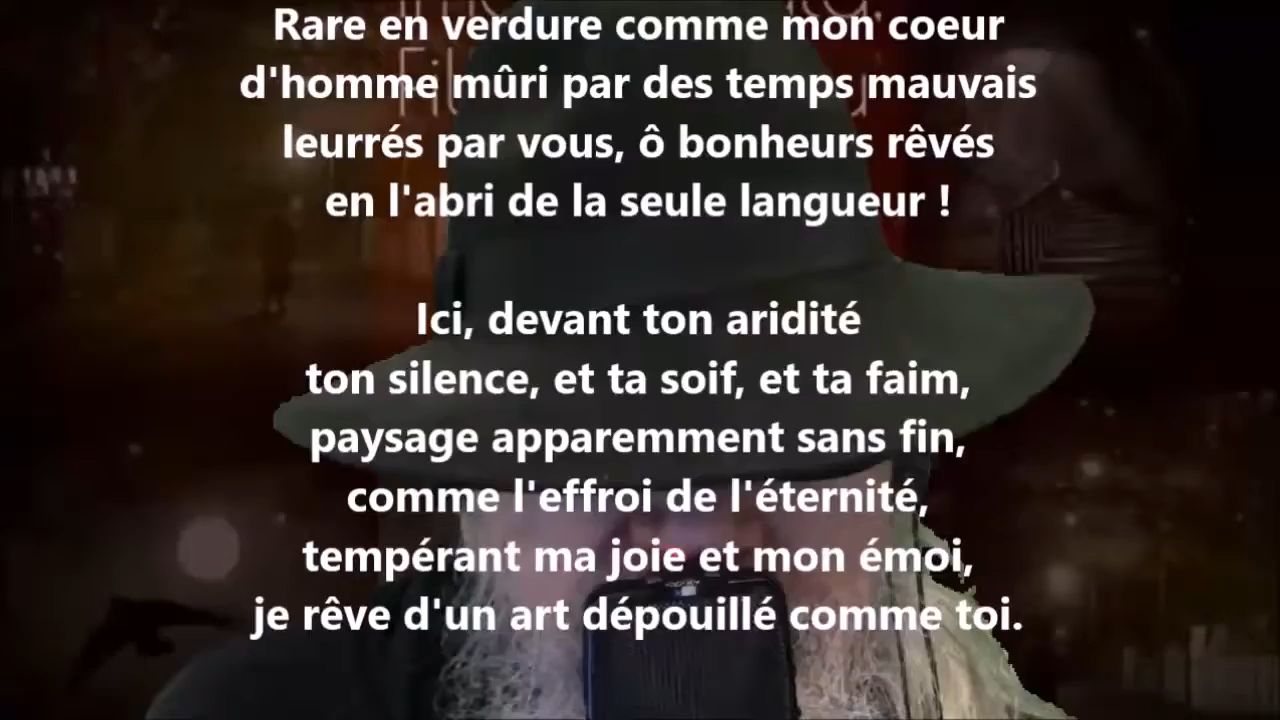 Rare en verdure comme mon coeur
d'homme mûri par des temps mauvais
leurrés par vous, ô bonheurs rêvés
en l'abri de la seule langueur !
Ici, devant ton aridité
ton silence, et ta soif, et ta faim,
paysage apparemment sans fin,
comme l'effroi de l'éternité,
tempérant ma joie et mon émoi,
je rêve d'un art dépouillé comme toi.